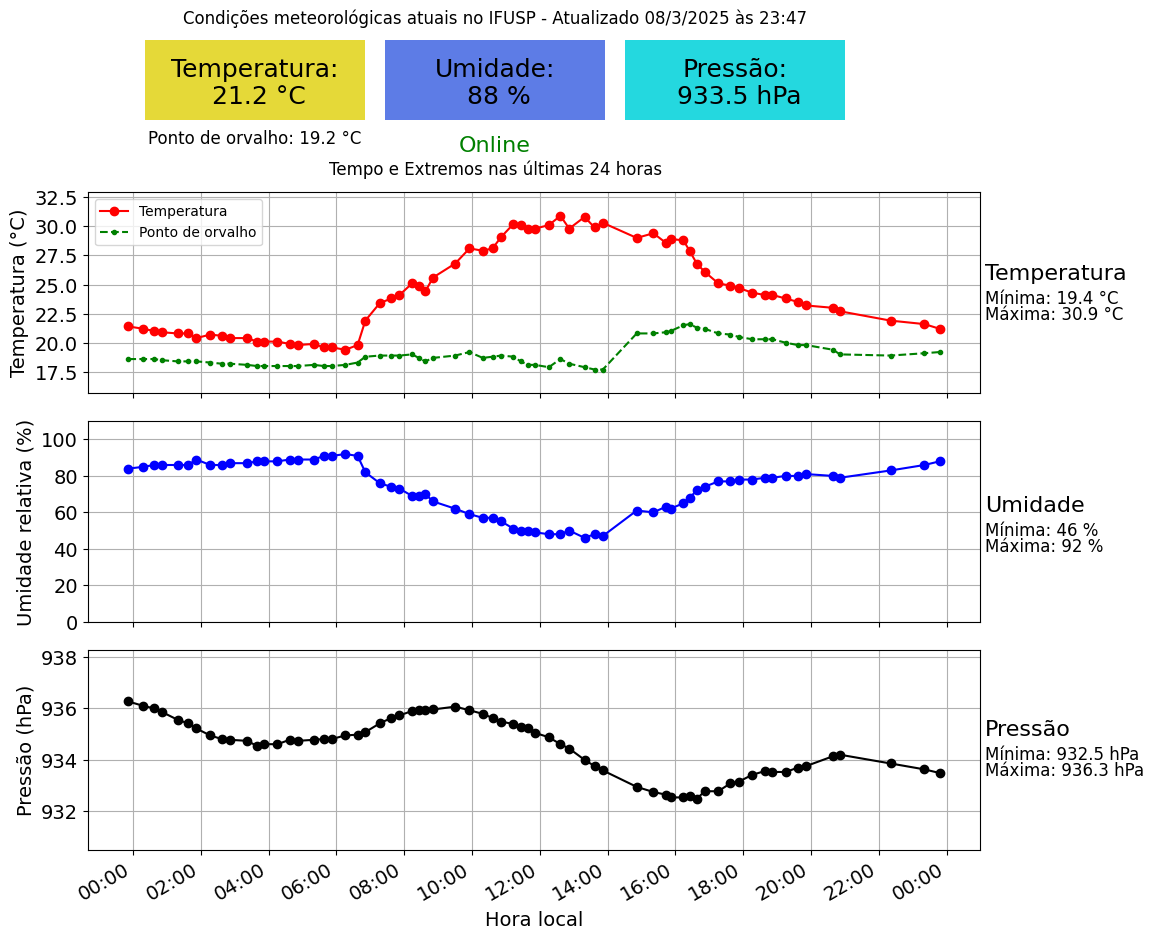 Condições meteorológicas atuais no IFUSP - Atualizado 08/3/2025 às 23:47
Temperatura:
21.2 °C
Umidade:
88 %
Pressão:
933.5 hPa
Ponto de orvalho: 19.2 °C
Online
Tempo e Extremos nas últimas 24 horas
Temperatura (°C)
32.5
30.0
27.5
25.0
22.5
20.0
17.5
Temperatura
Ponto de orvalho
Temperatura
Mínima: 19.4 °C
Máxima: 30.9 °C
Umidade relativa (%)
100
80
60
40
20
0
Umidade
Mínima: 46 %
Máxima: 92 %
Pressão (hPa)
938
936
934
932
Pressão
Mínima: 932.5 hPa
Máxima: 936.3 hPa
00:00 02:00 04:00 06:00 08:00 10:00 12:00 14:00 16:00 18:00 20:00 22:00 00:00
Hora local